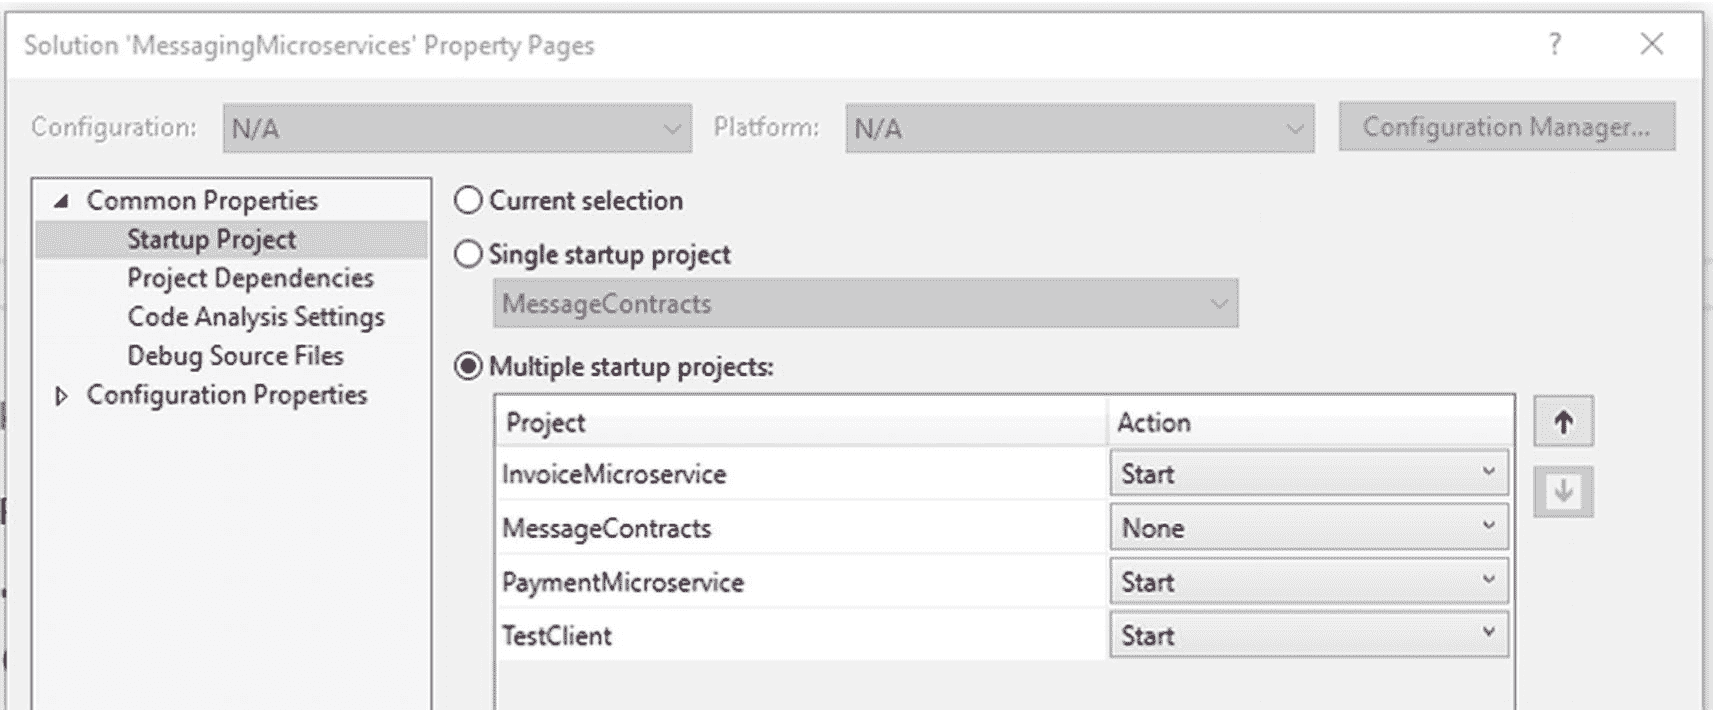 Solution 'MessagingMicroservices' Property Pages ?
Configuration: N/A Platform: N/A Configuration Manager...
Common Properties
Startup Project
Project Dependencies
Code Analysis Settings
Debug Source Files
Configuration Properties
Current selection
Single startup project
MessageContracts
Multiple startup projects:
Project Action
InvoiceMicroservice Start
MessageContracts None
PaymentMicroservice Start
TestClient Start